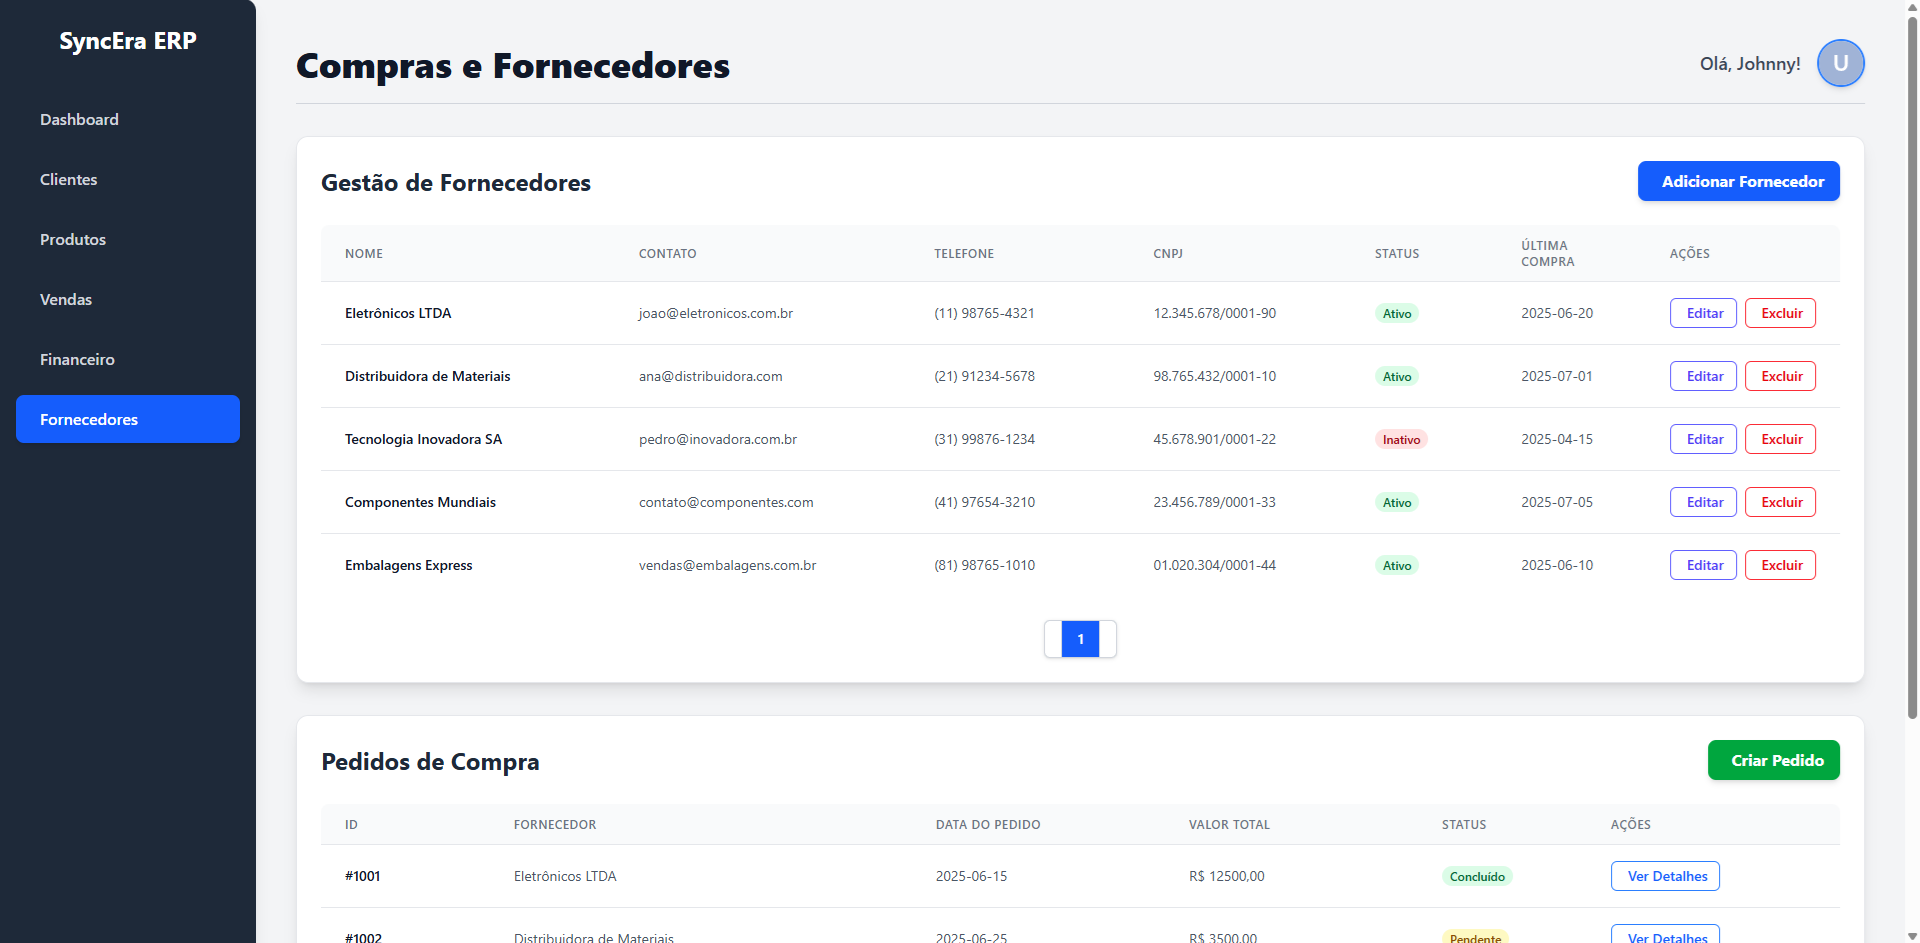 SyncEra ERP
Dashboard
Clientes
Produtos
Vendas
Financeiro
Fornecedores
Compras e Fornecedores
Olá, Johnny!
U
Gestão de Fornecedores
Adicionar Fornecedor
NOME CONTATO TELEFONE CNPJ STATUS ÚLTIMA COMPRA AÇÕES
Eletrônicos LTDA joao@eletronicos.com.br (11) 98765-4321 12.345.678/0001-90 Ativo 2025-06-20 Editar Excluir
Distribuidora de Materiais ana@distribuidora.com (21) 91234-5678 98.765.432/0001-10 Ativo 2025-07-01 Editar Excluir
Tecnologia Inovadora SA pedro@inovadora.com.br (31) 99876-1234 45.678.901/0001-22 Inativo 2025-04-15 Editar Excluir
Componentes Mundiais contato@componentes.com (41) 97654-3210 23.456.789/0001-33 Ativo 2025-07-05 Editar Excluir
Embalagens Express vendas@embalagens.com.br (81) 98765-1010 01.020.304/0001-44 Ativo 2025-06-10 Editar Excluir
1
Pedidos de Compra
Criar Pedido
ID FORNECEDOR DATA DO PEDIDO VALOR TOTAL STATUS AÇÕES
#1001 Eletrônicos LTDA 2025-06-15 R$ 12500,00 Concluído Ver Detalhes
#1002 Distribuidora de Materiais 2025-06-25 R$ 3500,00 Pendente Ver Detalhes